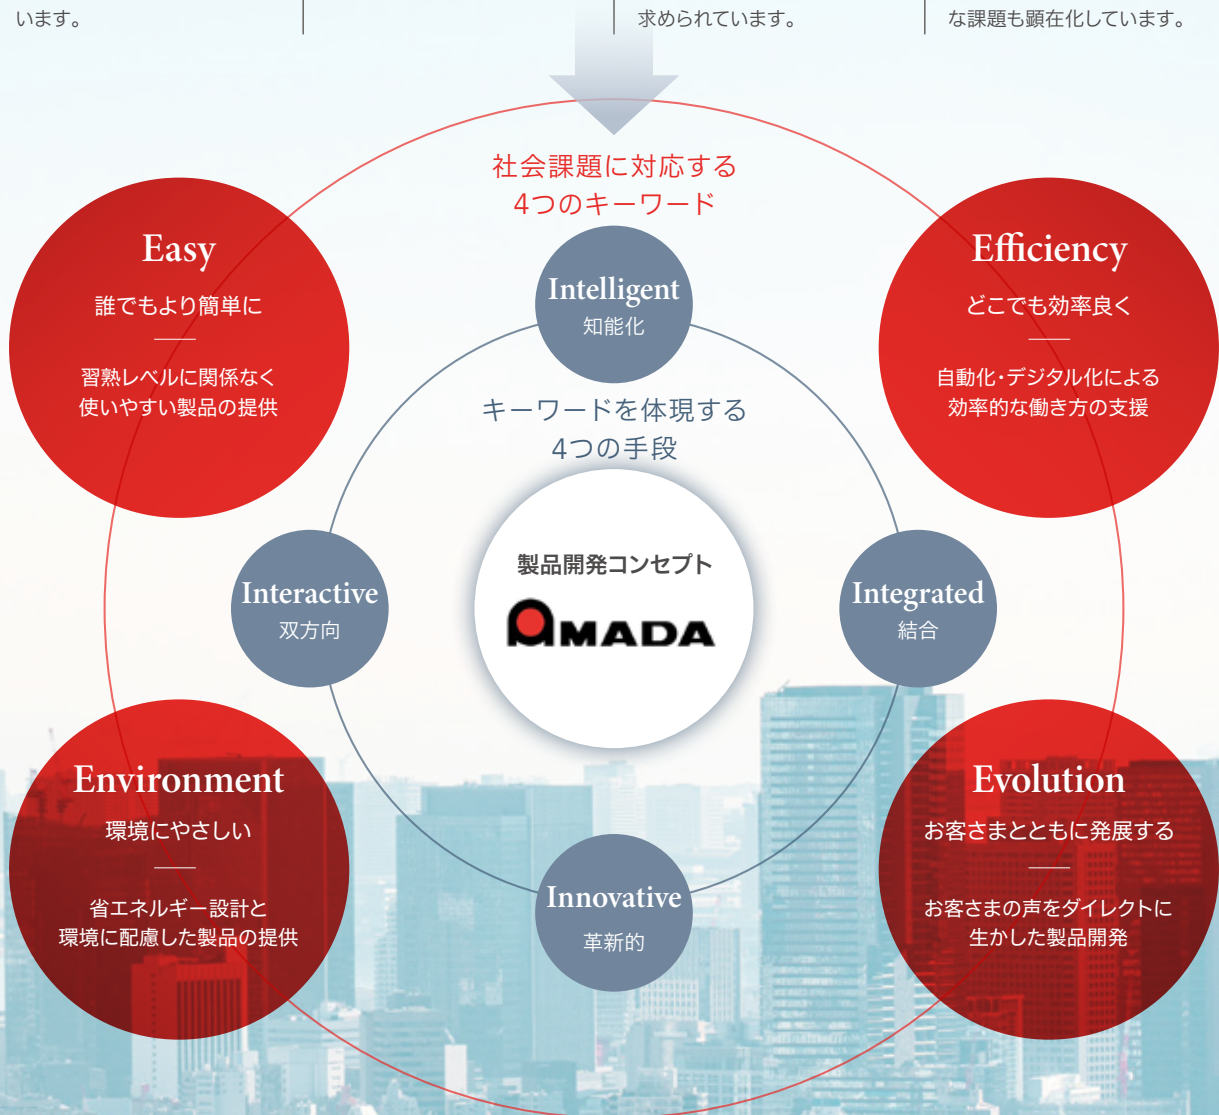 います。
求められています。
な課題も顕在化しています。
社会課題に対応する
4つのキーワード
Easy
誰でもより簡単に
習熟レベルに関係なく
使いやすい製品の提供
Efficiency
どこでも効率良く
自動化・デジタル化による
効率的な働き方の支援
Intelligent
知能化
キーワードを体現する
4つの手段
Interactive
双方向
製品開発コンセプト
AMADA
Integrated
結合
Environment
環境にやさしい
省エネルギー設計と
環境に配慮した製品の提供
Evolution
お客さまとともに発展する
お客さまの声をダイレクトに
生かした製品開発
Innovative
革新的